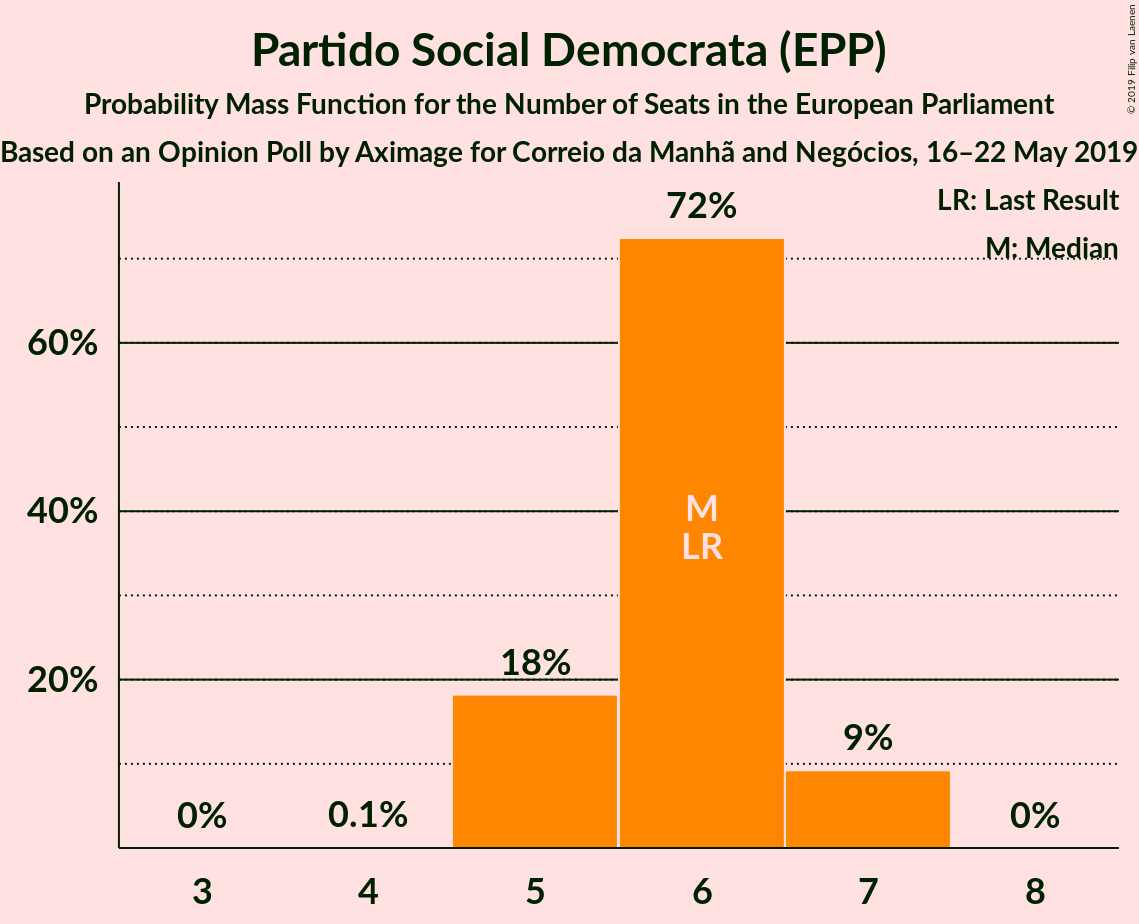 Partido Social Democrata (EPP)
Probability Mass Function for the Number of Seats in the European Parliament
Based on an Opinion Poll by Aximage for Correio da Manhã and Negócios, 16–22 May 2019
© 2019 Filip van Laenen
LR: Last Result
M: Median
72%
60%
40%
M
LR
20%
18%
9%
0%
0.1%
0%
3
4
5
6
7
8